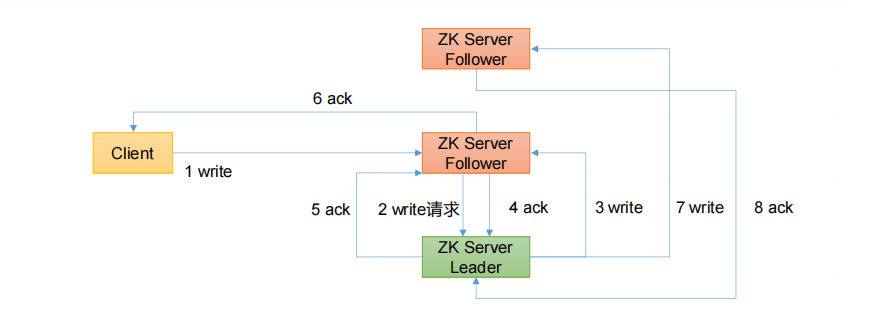 ZK Server
Follower
6 ack
Client
ZK Server
Follower
1 write
5 ack
2 write请求
4 ack
3 write
7 write
8 ack
ZK Server
Leader